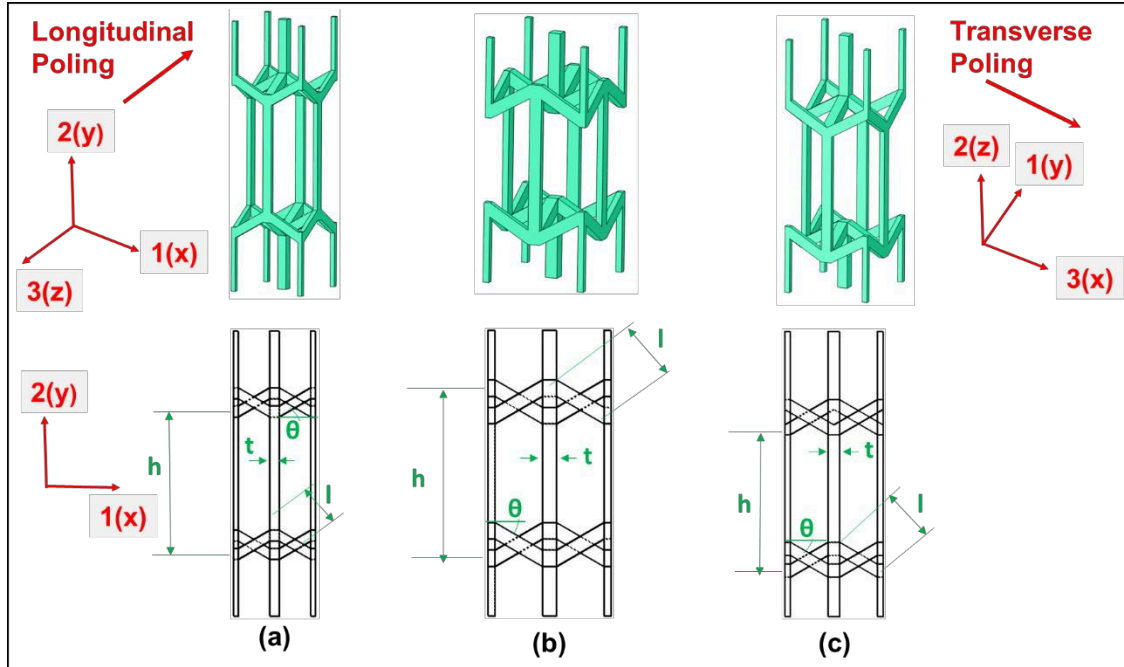 Longitudinal
Poling
2(y)
1(x)
3(z)
Transverse
Poling
2(z)
1(y)
3(x)
2(y)
1(x)
h
t
θ
l
(a)
h
t
θ
l
(b)
h
t
θ
l
(c)